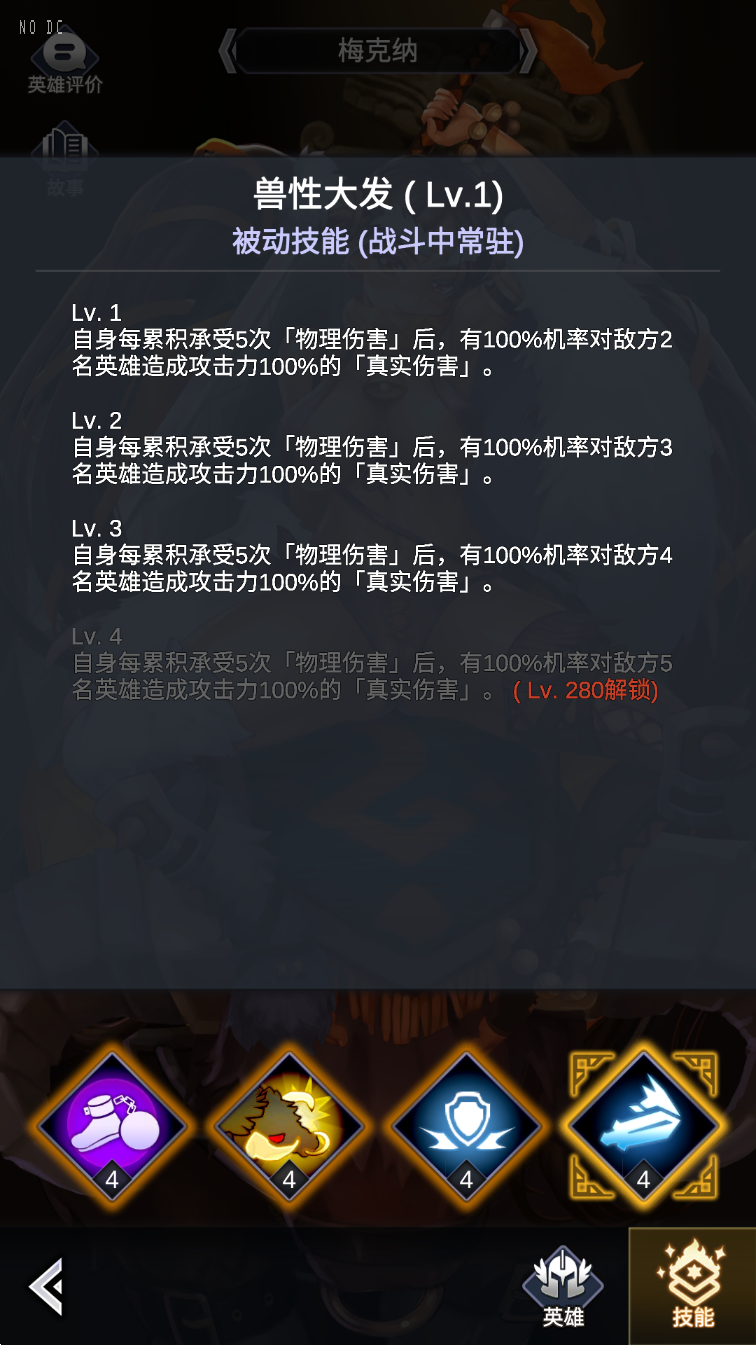 NO DC
梅克纳
英雄评价
故事
兽性大发 ( Lv.1)
被动技能 (战斗中常驻)
Lv. 1
自身每累积承受5次「物理伤害」后，有100%机率对敌方2
名英雄造成攻击力100%的「真实伤害」。
Lv. 2
自身每累积承受5次「物理伤害」后，有100%机率对敌方3
名英雄造成攻击力100%的「真实伤害」。
Lv. 3
自身每累积承受5次「物理伤害」后，有100%机率对敌方4
名英雄造成攻击力100%的「真实伤害」。
Lv. 4
自身每累积承受5次「物理伤害」后，有100%机率对敌方5
名英雄造成攻击力100%的「真实伤害」。 ( Lv. 280解锁)
4 4 4 4
英雄
技能